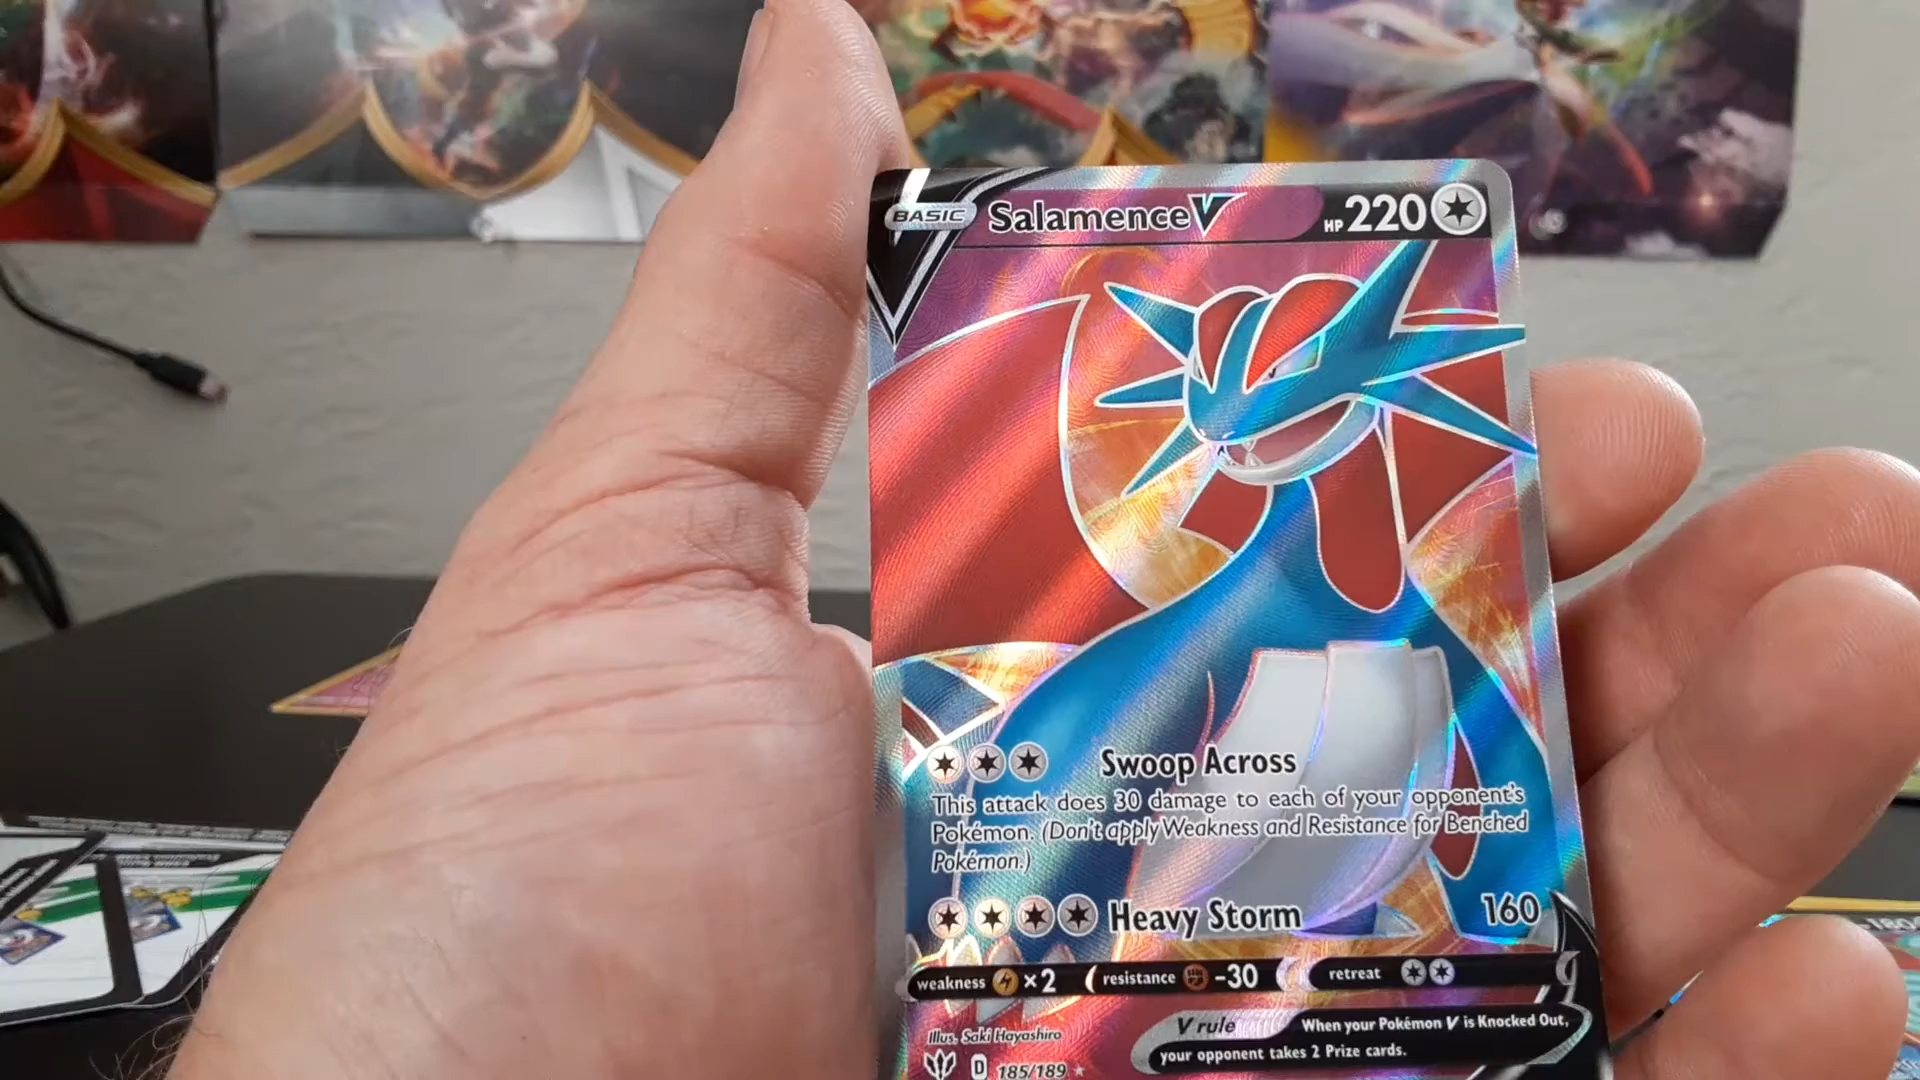 BASIC Salamence V HP 220
Swoop Across
This attack does 30 damage to each of your opponent's
Pokémon. (Don't apply Weakness and Resistance for Benched
Pokémon.)
Heavy Storm 160
weakness ×2 resistance -30 retreat
V rule When your Pokémon V is Knocked Out,
your opponent takes 2 Prize cards.
Illus. Saki Hayashiro
D 185/189